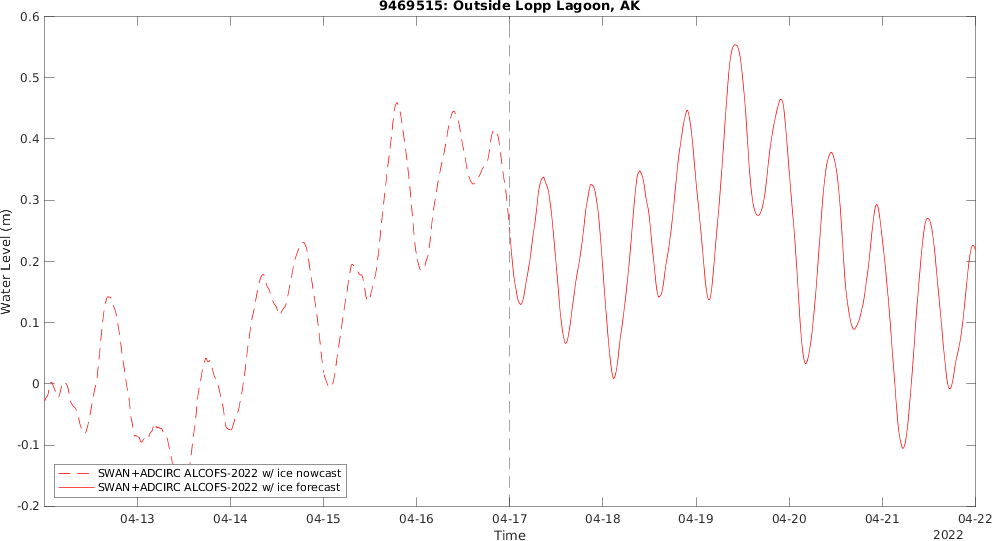 9469515: Outside Lopp Lagoon, AK
0.6
0.5
0.4
0.3
0.2
0.1
0
-0.1
-0.2
Water Level (m)
SWAN+ADCIRC ALCOFS-2022 w/ ice nowcast
SWAN+ADCIRC ALCOFS-2022 w/ ice forecast
04-13 04-14 04-15 04-16 04-17 04-18 04-19 04-20 04-21 04-22
Time
2022